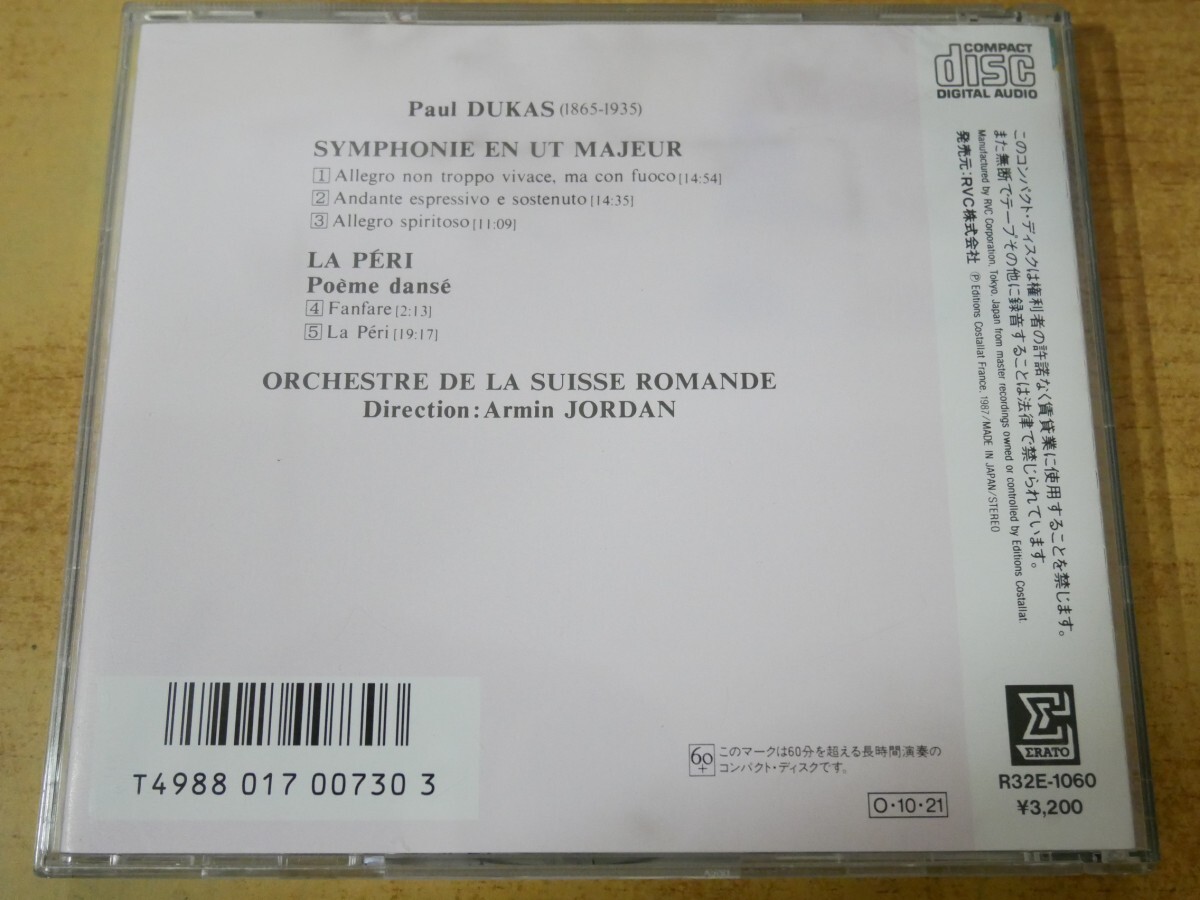 Paul DUKAS (1865-1935)
SYMPHONIE EN UT MAJEUR
1 Allegro non troppo vivace, ma con fuoco [14:54]
2 Andante espressivo e sostenuto [14:35]
3 Allegro spiritoso [11:09]
LA PÉRI
Poème dansé
4 Fanfare [2:13]
5 La Péri [19:17]
ORCHESTRE DE LA SUISSE ROMANDE
Direction: Armin JORDAN
T4988 017 00730 3
60+
このマークは60分を超える長時間演奏の
コンパクト・ディスクです。
O・10・21
COMPACT
disc
DIGITAL AUDIO
このコンパクト・ディスクは権利者の許諾なく賃貸業に使用することを禁じます。
また無断でテープその他に録音することは法律で禁じられています。
Manufactured by RVC Corporation, Tokyo, Japan from master recordings owned or controlled by Editions Costallat.
発売元:RVC株式会社 Ⓟ Editions Costallat France, 1987/MADE IN JAPAN/STEREO
ERATO
R32E-1060
¥3,200